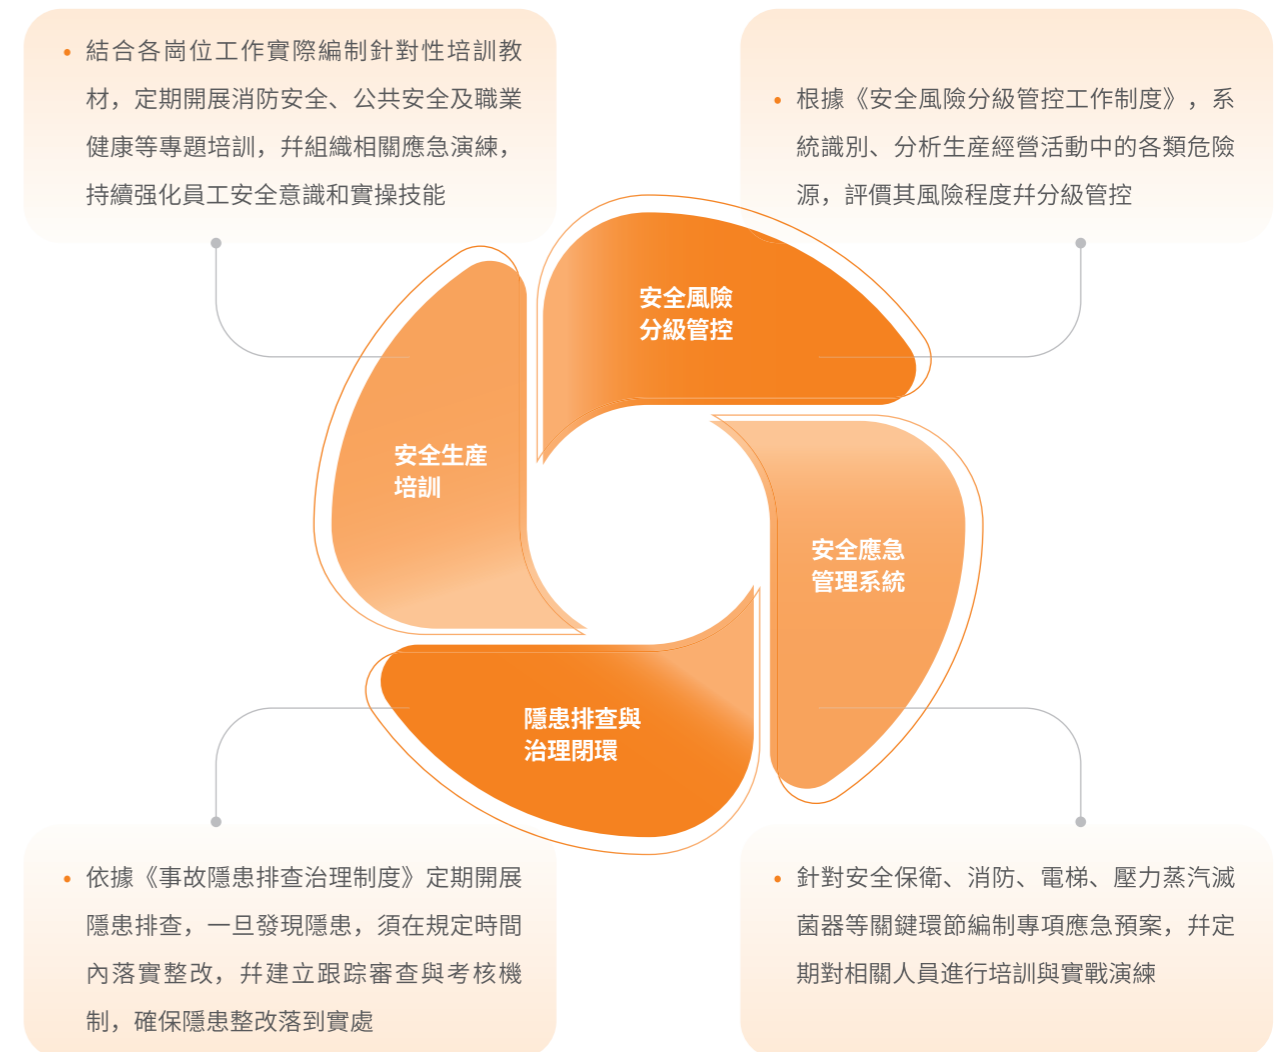 • 結合各崗位工作實際編制針對性培訓教
材，定期開展消防安全、公共安全及職業
健康等專題培訓，幷組織相關應急演練，
持續强化員工安全意識和實操技能
• 根據《安全風險分級管控工作制度》，系
統識別、分析生産經營活動中的各類危險
源，評價其風險程度幷分級管控
安全風險
分級管控
安全生産
培訓
安全應急
管理系統
隱患排查與
治理閉環
• 依據《事故隱患排查治理制度》定期開展
隱患排查，一旦發現隱患，須在規定時間
內落實整改，幷建立跟踪審查與考核機
制，確保隱患整改落到實處
• 針對安全保衛、消防、電梯、壓力蒸汽滅
菌器等關鍵環節編制專項應急預案，幷定
期對相關人員進行培訓與實戰演練